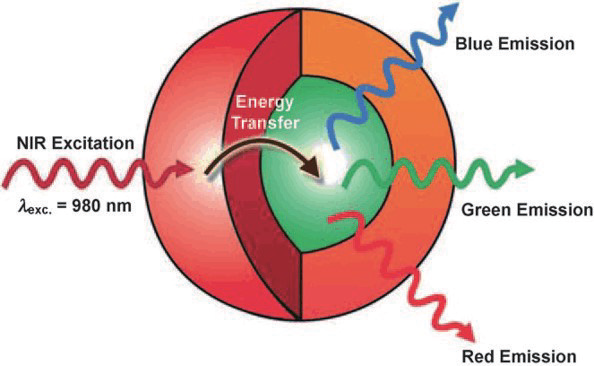 Blue Emission
Energy
Transfer
NIR Excitation
λexc. = 980 nm
Green Emission
Red Emission